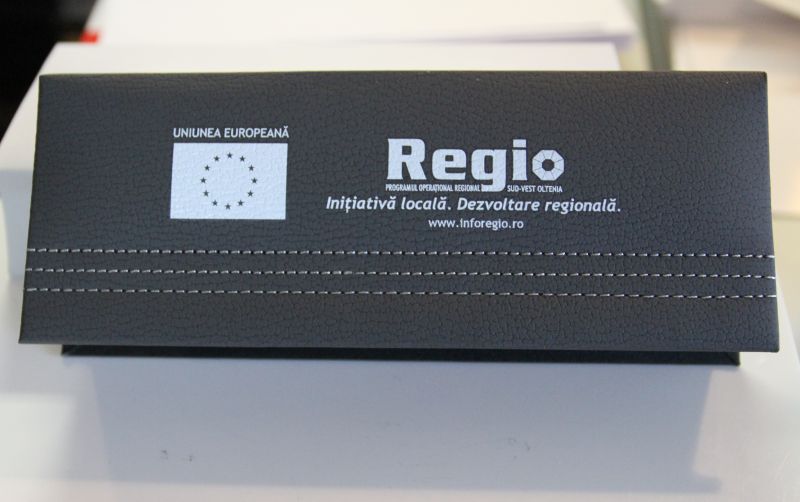 UNIUNEA EUROPEANĂ
Regio
PROGRAMUL OPERAȚIONAL REGIONAL SUD-VEST OLTENIA
Inițiativă locală. Dezvoltare regională.
www.inforegio.ro